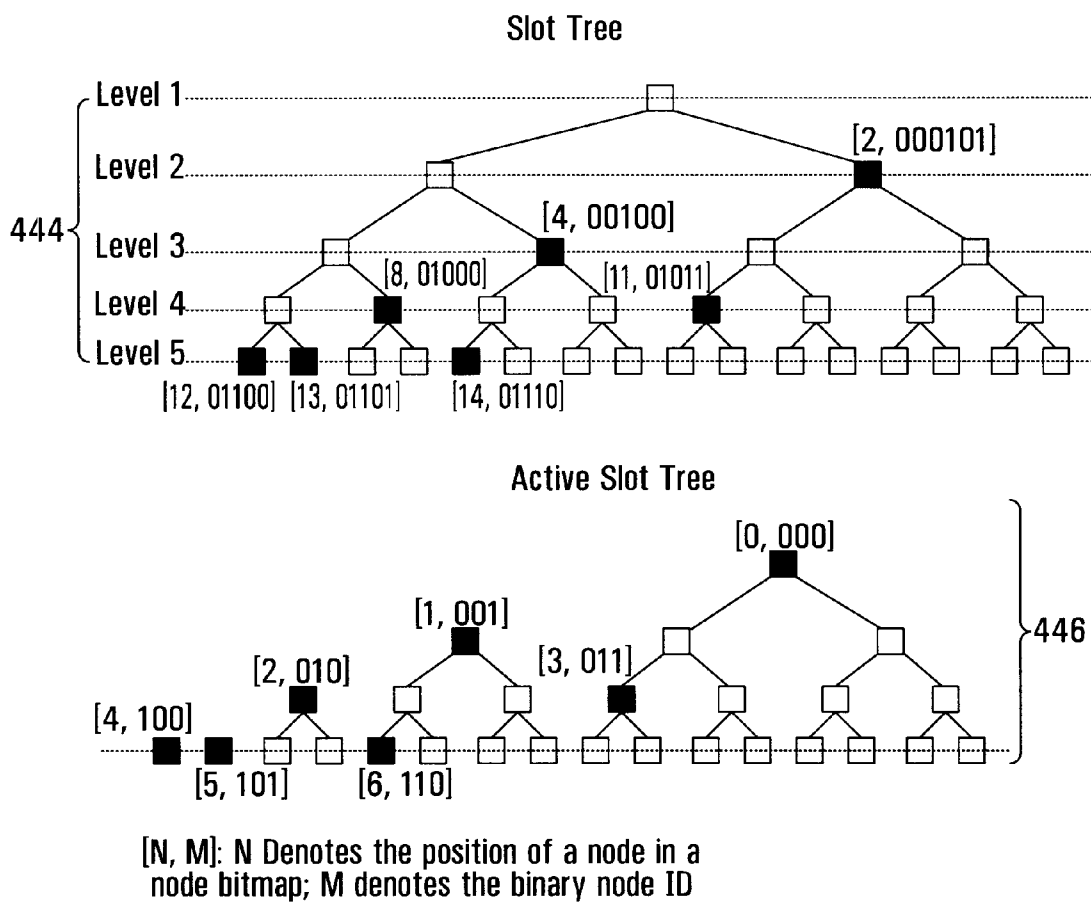 Slot Tree
Level 1
[2, 000101]
Level 2
[4, 00100]
444
Level 3
[8, 01000]
[11, 01011]
Level 4
Level 5
[12, 01100] [13, 01101] [14, 01110]
Active Slot Tree
[0, 000]
[1, 001]
446
[3, 011]
[2, 010]
[4, 100]
[5, 101] [6, 110]
[N, M]: N Denotes the position of a node in a
node bitmap; M denotes the binary node ID